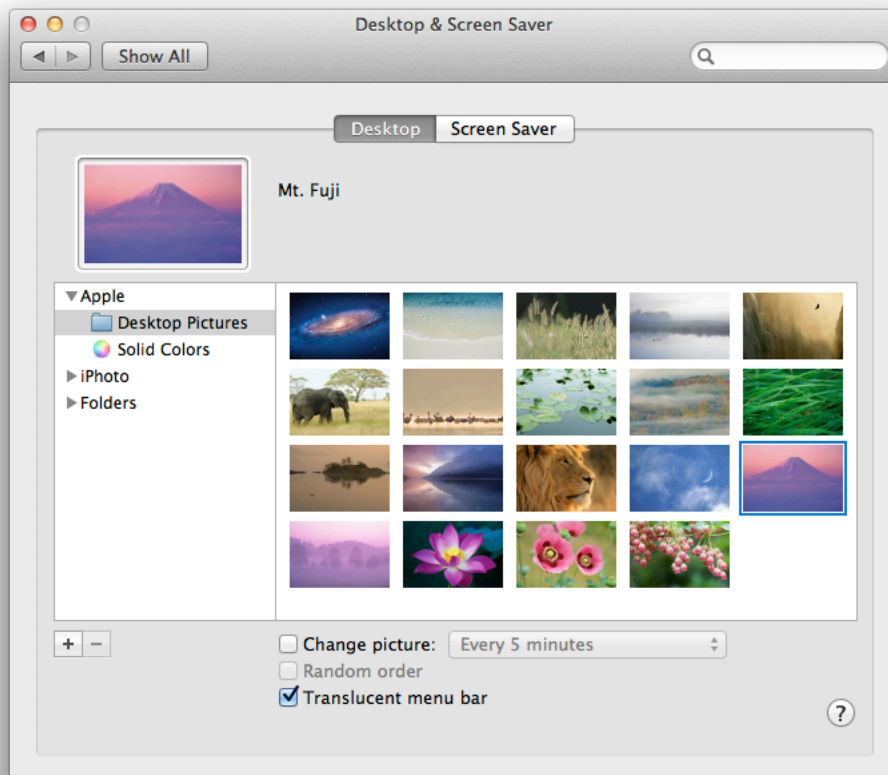 Desktop & Screen Saver
Show All
Desktop Screen Saver
Mt. Fuji
Apple
Desktop Pictures
Solid Colors
iPhoto
Folders
+ − Change picture: Every 5 minutes
Random order
Translucent menu bar
?